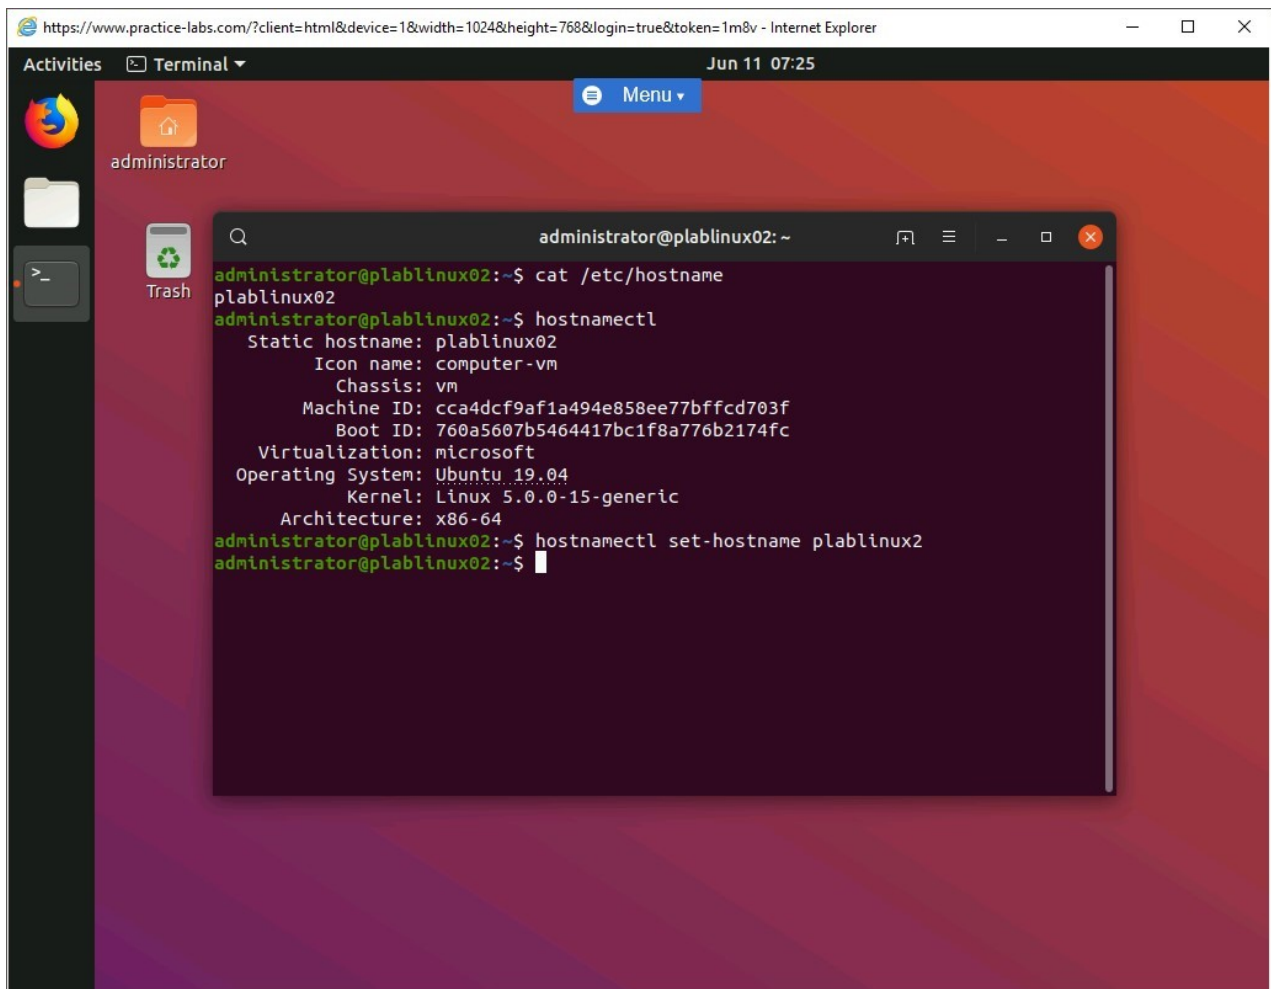 https://www.practice-labs.com/?client=html&device=1&width=1024&height=768&login=true&token=1m8v - Internet Explorer
Activities Terminal Jun 11 07:25
Menu
administrator
Trash
administrator@plablinux02: ~
administrator@plablinux02:~$ cat /etc/hostname
plablinux02
administrator@plablinux02:~$ hostnamectl
Static hostname: plablinux02
Icon name: computer-vm
Chassis: vm
Machine ID: cca4dcf9af1a494e858ee77bffcd703f
Boot ID: 760a5607b5464417bc1f8a776b2174fc
Virtualization: microsoft
Operating System: Ubuntu 19.04
Kernel: Linux 5.0.0-15-generic
Architecture: x86-64
administrator@plablinux02:~$ hostnamectl set-hostname plablinux2
administrator@plablinux02:~$